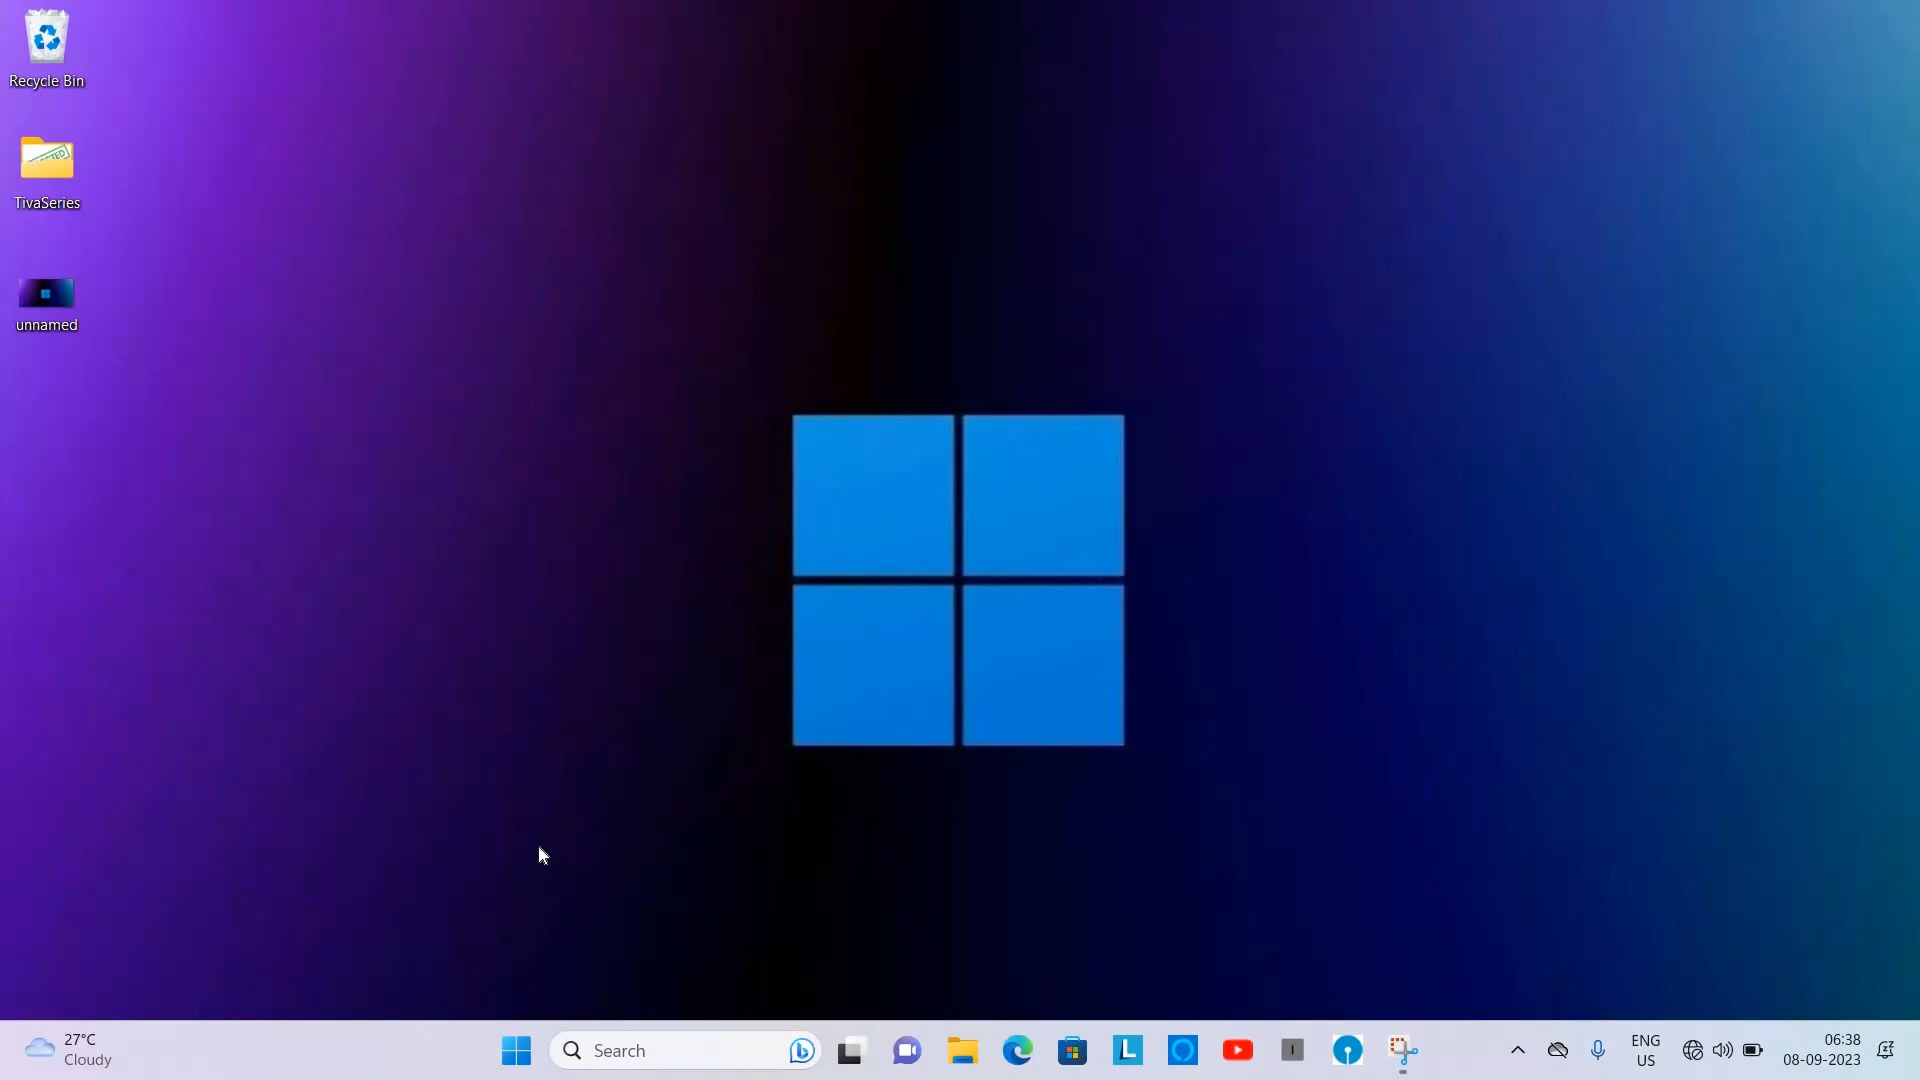 Recycle Bin
TivaSeries
unnamed
27°C
Cloudy
Search
ENG
US
06:38
08-09-2023